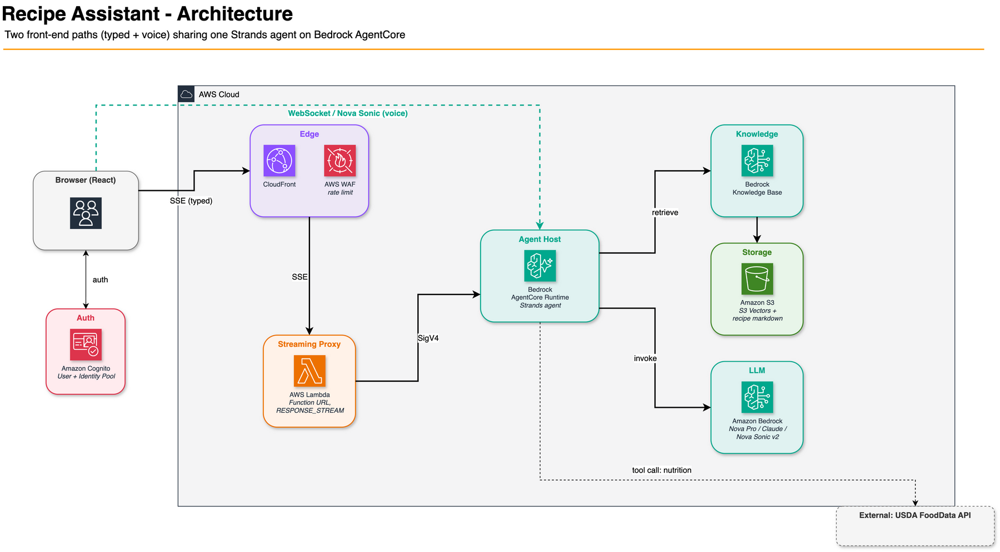 Recipe Assistant - Architecture
Two front-end paths (typed + voice) sharing one Strands agent on Bedrock AgentCore
AWS Cloud
WebSocket / Nova Sonic (voice)
Edge
CloudFront
AWS WAF
rate limit
Knowledge
Bedrock
Knowledge Base
Browser (React)
SSE (typed)
retrieve
auth
SSE
Agent Host
Bedrock
AgentCore Runtime
Strands agent
Storage
Amazon S3
S3 Vectors +
recipe markdown
Auth
Amazon Cognito
User + Identity Pool
Streaming Proxy
AWS Lambda
Function URL,
RESPONSE_STREAM
SigV4
invoke
LLM
Amazon Bedrock
Nova Pro / Claude /
Nova Sonic v2
tool call: nutrition
External: USDA FoodData API